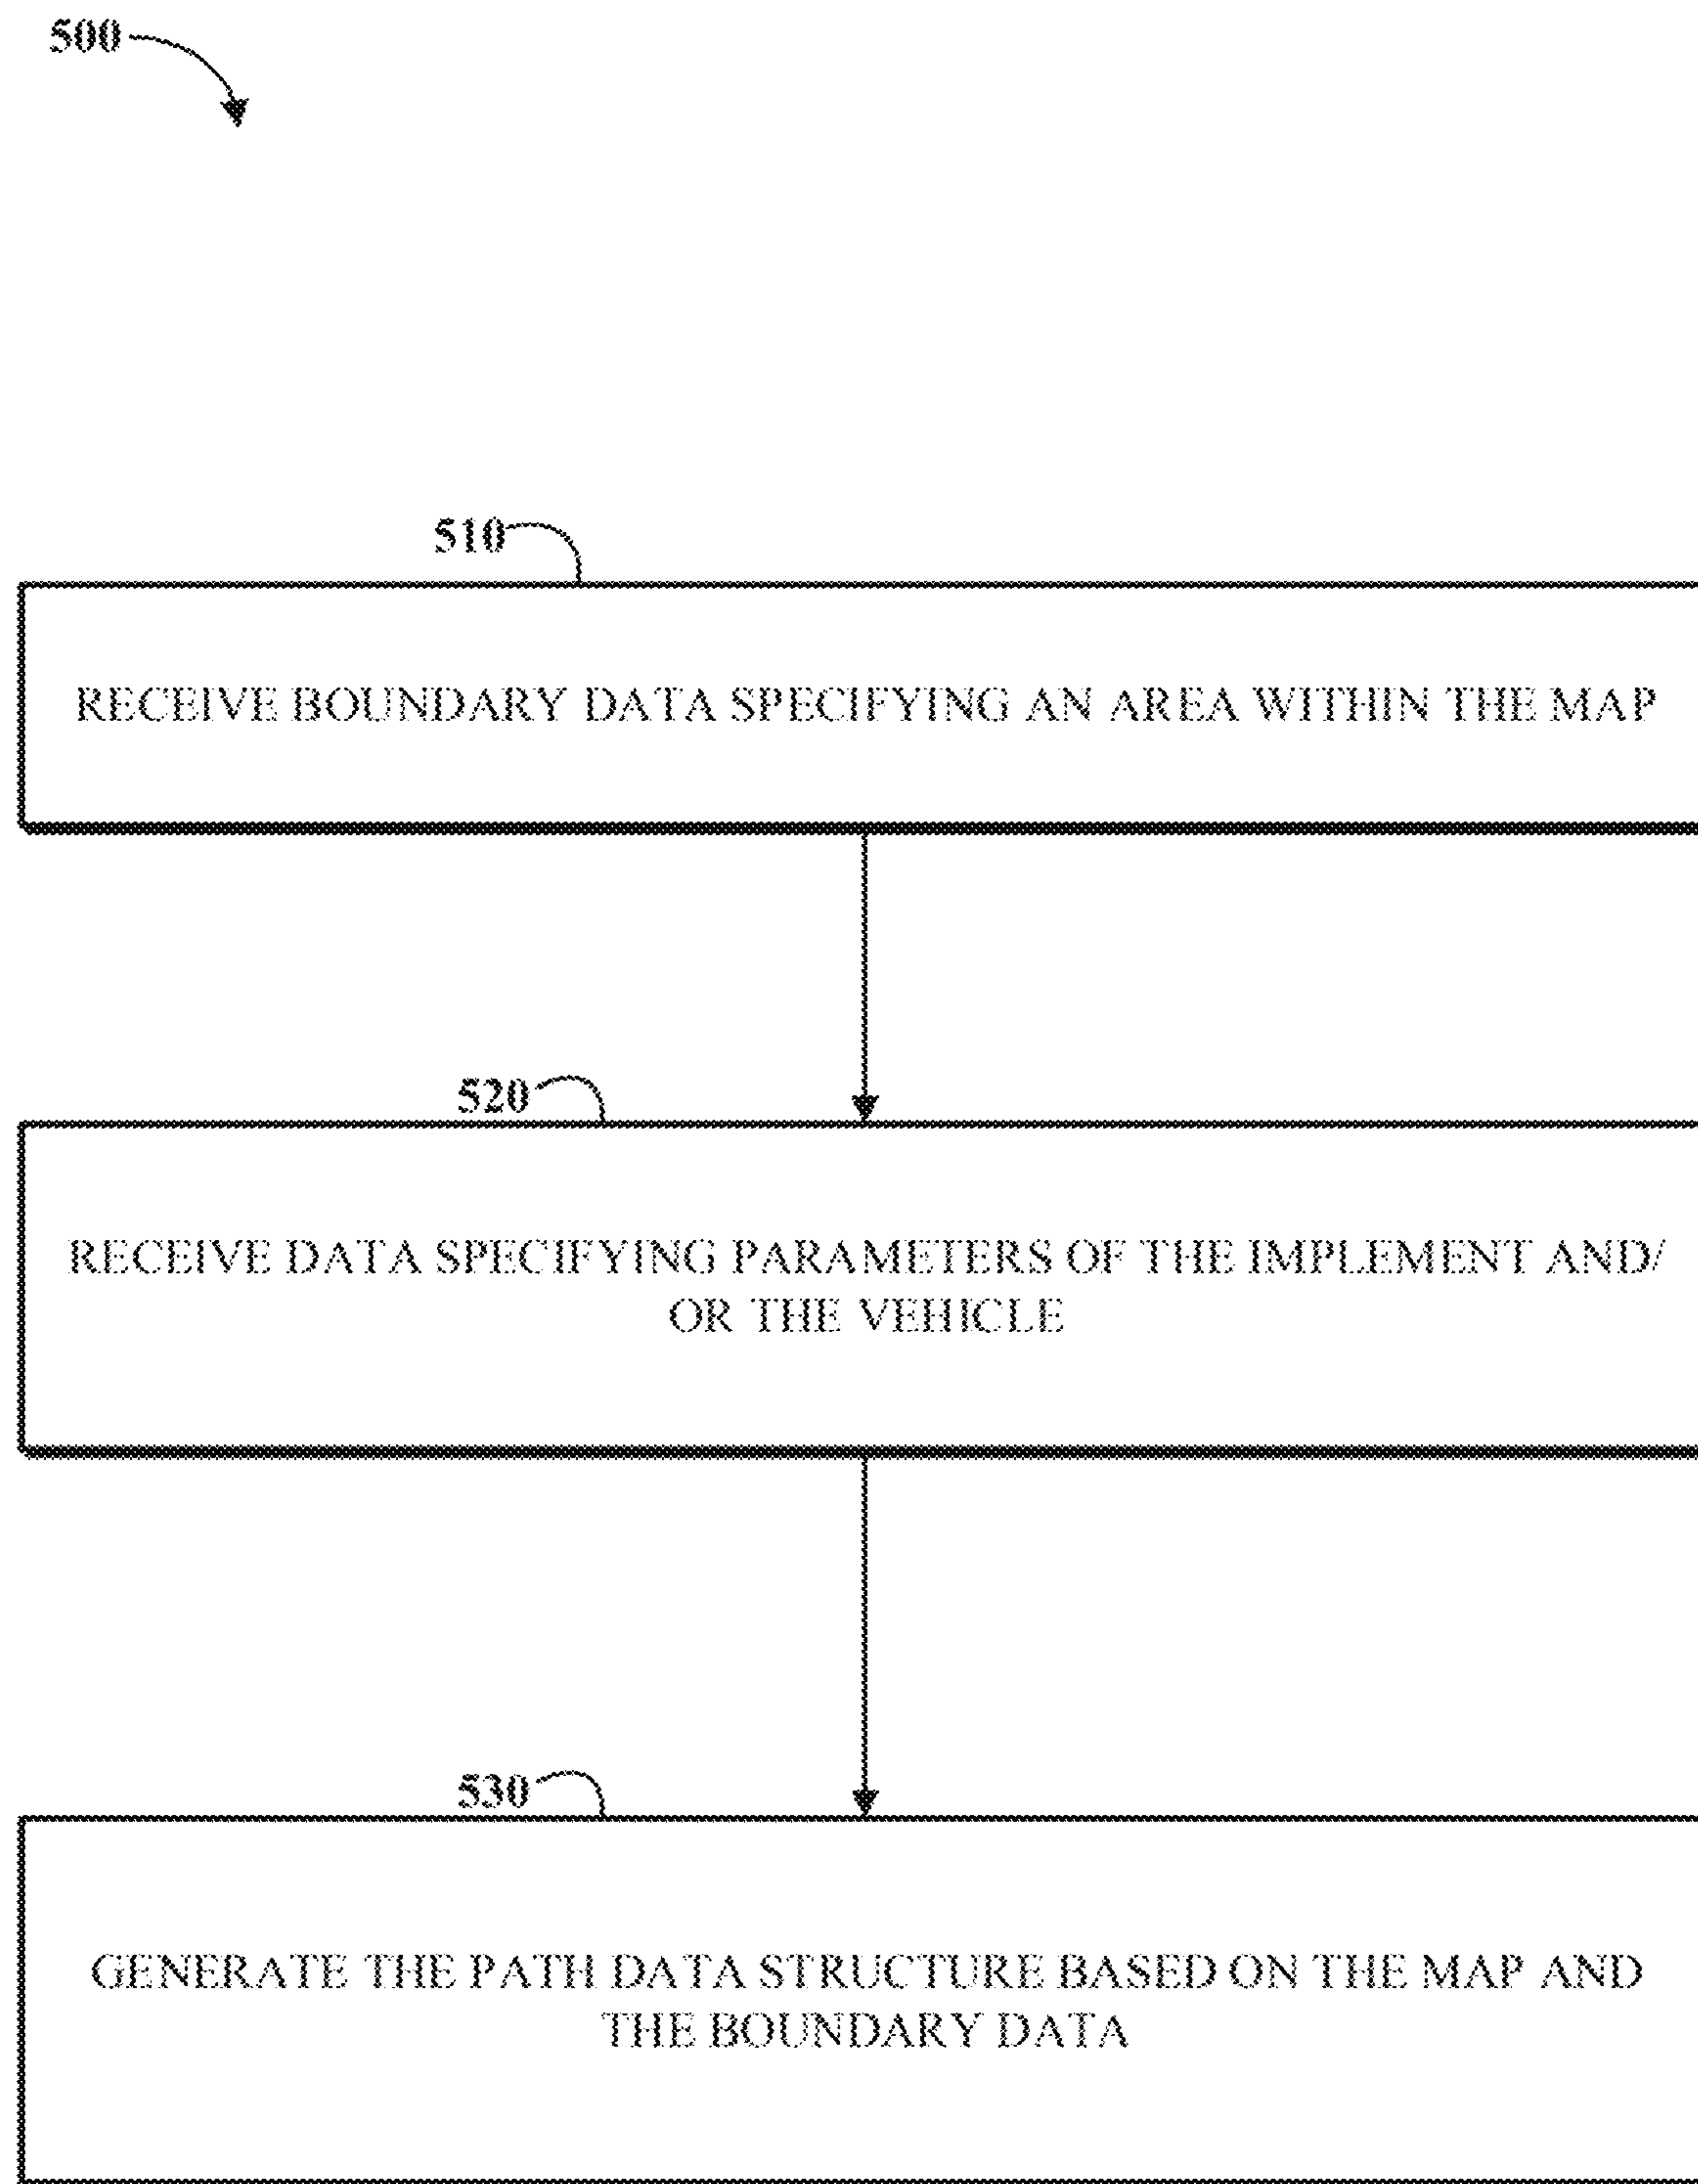 500
510
RECEIVE BOUNDARY DATA SPECIFYING AN AREA WITHIN THE MAP
520
RECEIVE DATA SPECIFYING PARAMETERS OF THE IMPLEMENT AND/
OR THE VEHICLE
530
GENERATE THE PATH DATA STRUCTURE BASED ON THE MAP AND
THE BOUNDARY DATA